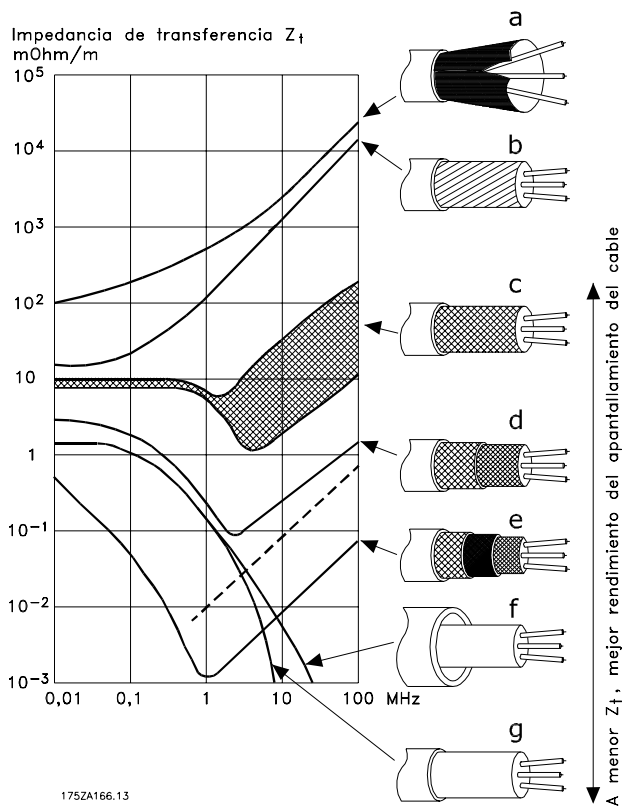 Impedancia de transferencia Zt
mOhm/m
10⁵
10⁴
10³
10²
10
1
10⁻¹
10⁻²
10⁻³
0,01 0,1 1 10 100 MHz
a
b
c
d
e
f
g
A menor Zt, mejor rendimiento del apantallamiento del cable
175ZA166.13